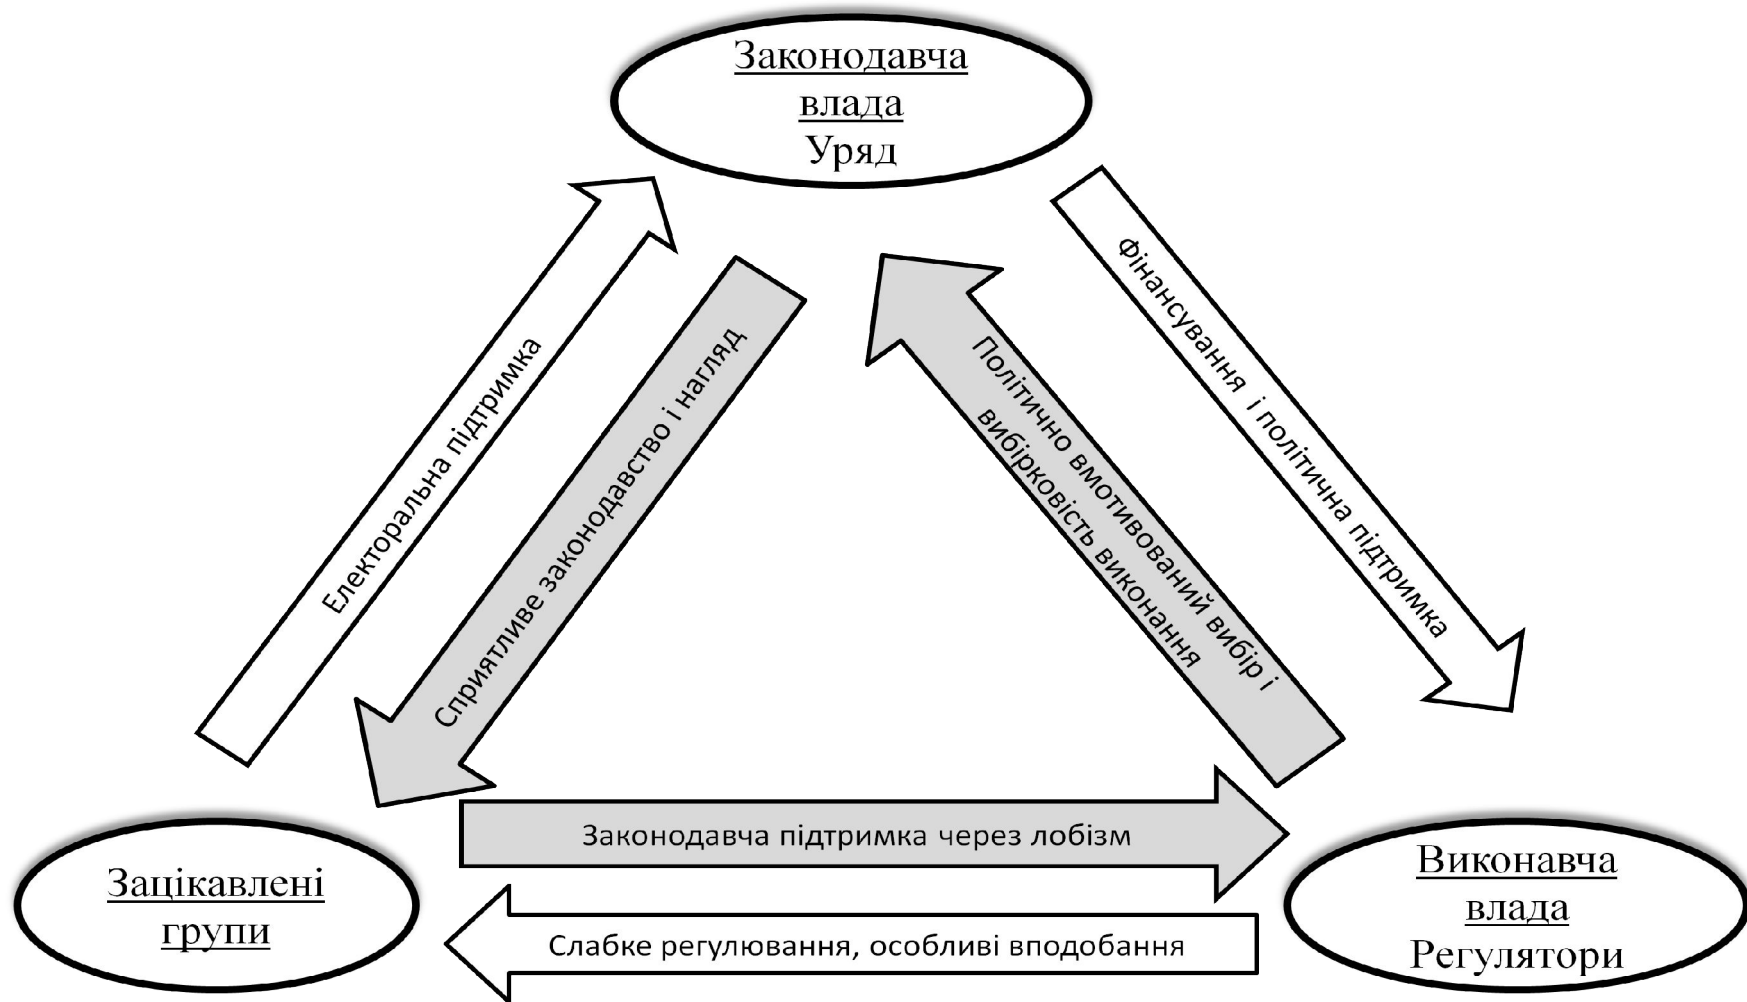 Законодавча
влада
Уряд
Електоральна підтримка
Сприятливе законодавство і нагляд
Політично вмотивований вибір і
вибірковість виконання
Фінансування і політична підтримка
Законодавча підтримка через лобізм
Слабке регулювання, особливі вподобання
Зацікавлені
групи
Виконавча
влада
Регулятори